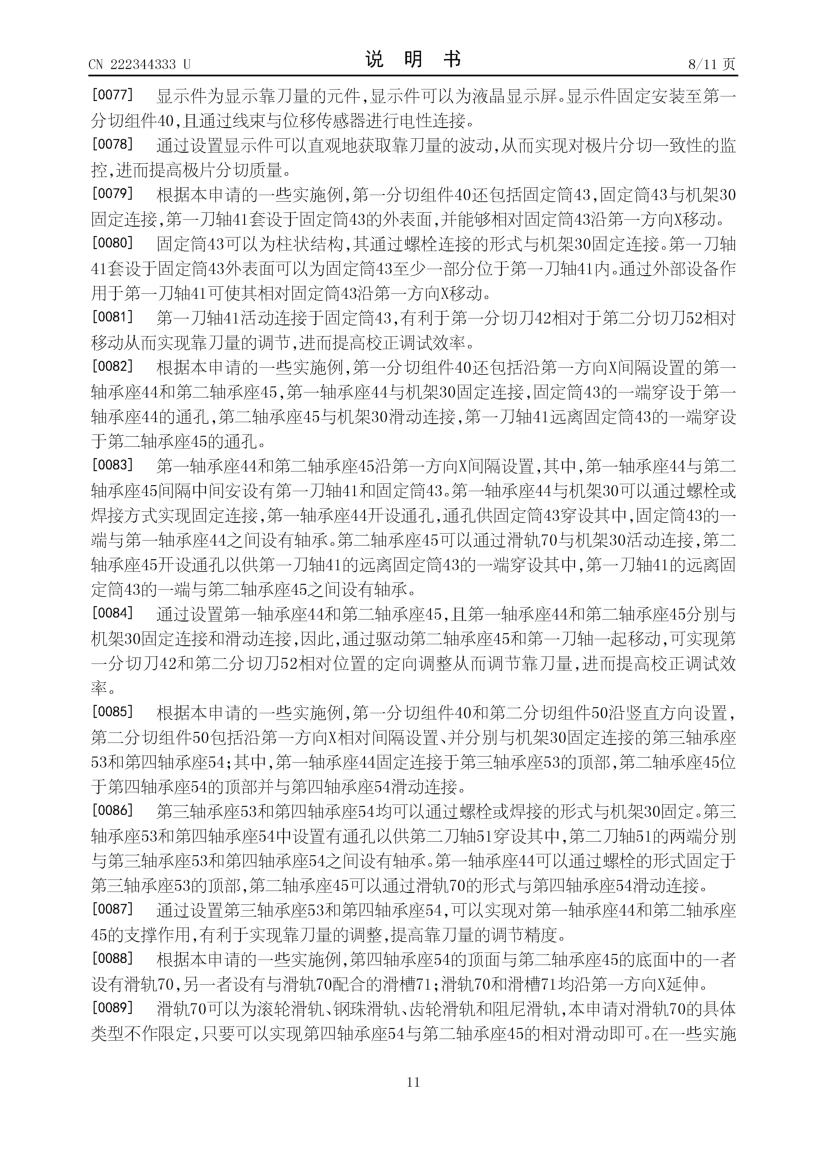 CN 222344333 U
说 明 书
8/11 页
[0077] 显示件为显示靠刀量的元件,显示件可以为液晶显示屏。显示件固定安装至第一
分切组件40,且通过线束与位移传感器进行电性连接。
[0078] 通过设置显示件可以直观地获取靠刀量的波动,从而实现对极片分切一致性的监
控,进而提高极片分切质量。
[0079] 根据本申请的一些实施例,第一分切组件40还包括固定筒43,固定筒43与机架30
固定连接,第一刀轴41套设于固定筒43的外表面,并能够相对固定筒43沿第一方向X移动。
[0080] 固定筒43可以为柱状结构,其通过螺栓连接的形式与机架30固定连接。第一刀轴
41套设于固定筒43外表面可以为固定筒43至少一部分位于第一刀轴41内。通过外部设备作
用于第一刀轴41可使其相对固定筒43沿第一方向X移动。
[0081] 第一刀轴41活动连接于固定筒43,有利于第一分切刀42相对于第二分切刀52相对
移动从而实现靠刀量的调节,进而提高校正调试效率。
[0082] 根据本申请的一些实施例,第一分切组件40还包括沿第一方向X间隔设置的第一
轴承座44和第二轴承座45,第一轴承座44与机架30固定连接,固定筒43的一端穿设于第一
轴承座44的通孔,第二轴承座45与机架30滑动连接,第一刀轴41远离固定筒43的一端穿设
于第二轴承座45的通孔。
[0083] 第一轴承座44和第二轴承座45沿第一方向X间隔设置,其中,第一轴承座44与第二
轴承座45间隔中间安设有第一刀轴41和固定筒43。第一轴承座44与机架30可以通过螺栓或
焊接方式实现固定连接,第一轴承座44开设通孔,通孔供固定筒43穿设其中,固定筒43的一
端与第一轴承座44之间设有轴承。第二轴承座45可以通过滑轨70与机架30活动连接,第二
轴承座45开设通孔以供第一刀轴41的远离固定筒43的一端穿设其中,第一刀轴41的远离固
定筒43的一端与第二轴承座45之间设有轴承。
[0084] 通过设置第一轴承座44和第二轴承座45,且第一轴承座44和第二轴承座45分别与
机架30固定连接和滑动连接,因此,通过驱动第二轴承座45和第一刀轴一起移动,可实现第
一分切刀42和第二分切刀52相对位置的定向调整从而调节靠刀量,进而提高校正调试效
率。
[0085] 根据本申请的一些实施例,第一分切组件40和第二分切组件50沿竖直方向设置,
第二分切组件50包括沿第一方向X相对间隔设置、并分别与机架30固定连接的第三轴承座
53和第四轴承座54;其中,第一轴承座44固定连接于第三轴承座53的顶部,第二轴承座45位
于第四轴承座54的顶部并与第四轴承座54滑动连接。
[0086] 第三轴承座53和第四轴承座54均可以通过螺栓或焊接的形式与机架30固定。第三
轴承座53和第四轴承座54中设置有通孔以供第二刀轴51穿设其中,第二刀轴51的两端分别
与第三轴承座53和第四轴承座54之间设有轴承。第一轴承座44可以通过螺栓的形式固定于
第三轴承座53的顶部,第二轴承座45可以通过滑轨70的形式与第四轴承座54滑动连接。
[0087] 通过设置第三轴承座53和第四轴承座54,可以实现对第一轴承座44和第二轴承座
45的支撑作用,有利于实现靠刀量的调整,提高靠刀量的调节精度。
[0088] 根据本申请的一些实施例,第四轴承座54的顶面与第二轴承座45的底面中的一者
设有滑轨70,另一者设有与滑轨70配合的滑槽71;滑轨70和滑槽71均沿第一方向X延伸。
[0089] 滑轨70可以为滚轮滑轨、钢珠滑轨、齿轮滑轨和阻尼滑轨,本申请对滑轨70的具体
类型不作限定,只要可以实现第四轴承座54与第二轴承座45的相对滑动即可。在一些实施
11